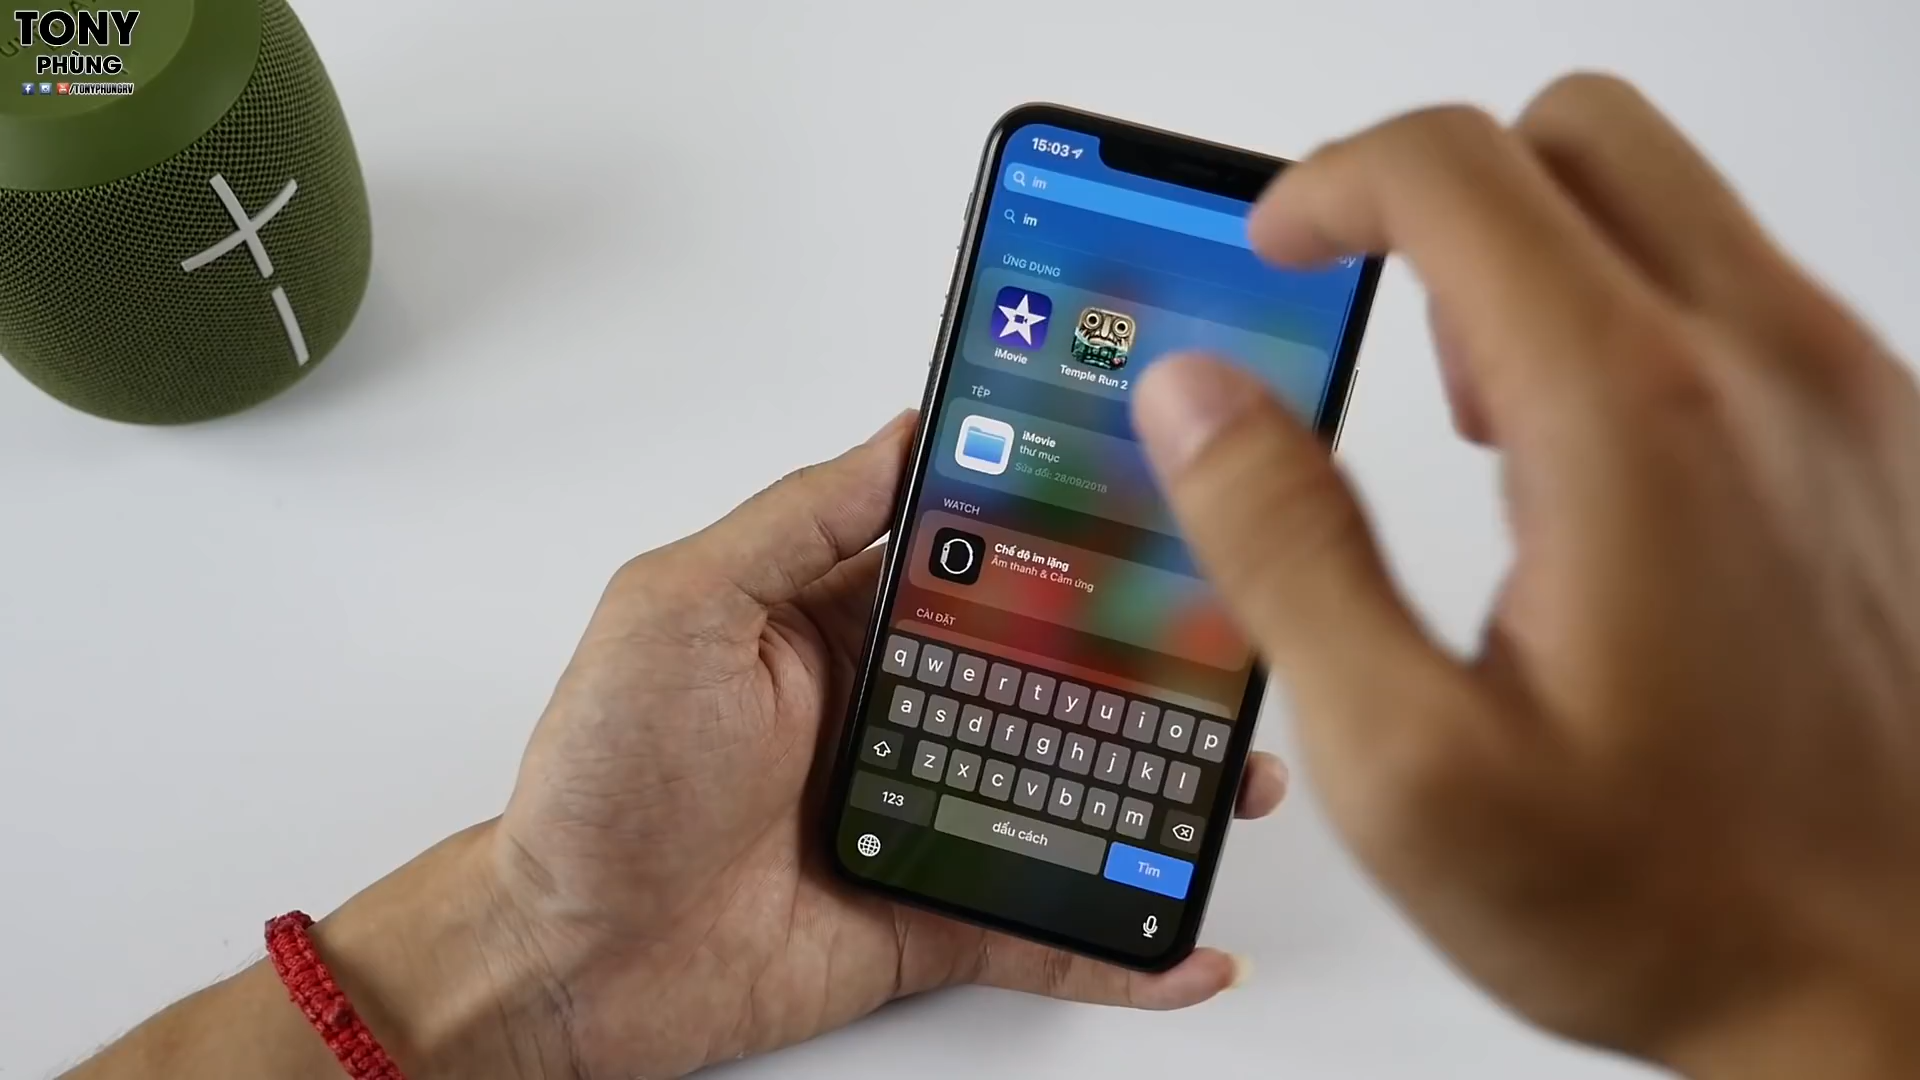 TONY
PHÙNG
/TONYPHUNGRV
15:03
im
im
ỨNG DỤNG
iMovie
Temple Run 2
TỆP
iMovie
thư mục
Sửa đổi: 28/09/2018
WATCH
Chế độ im lặng
Âm thanh & Cảm ứng
CÀI ĐẶT
q w e r t y u i o p
a s d f g h j k l
z x c v b n m
123
dấu cách
Tìm